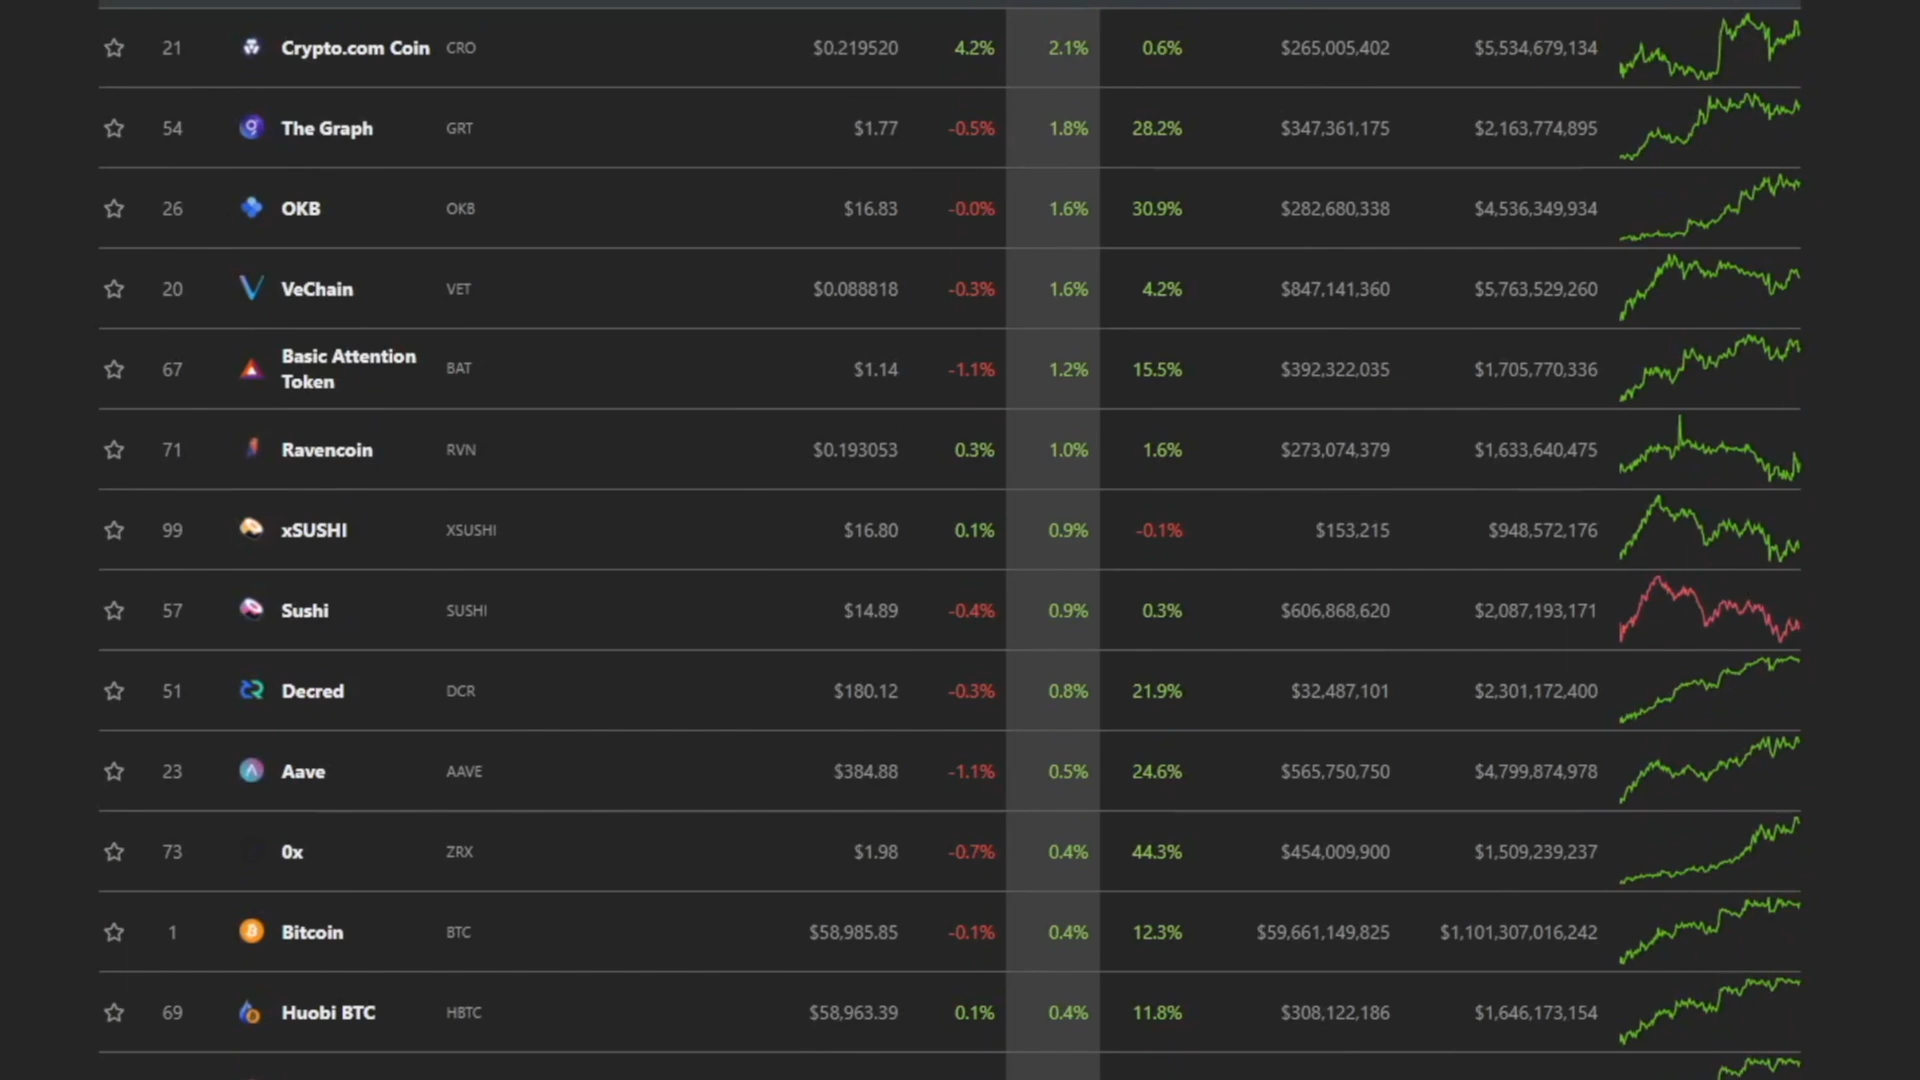 21 Crypto.com Coin CRO $0.219520 4.2% 2.1% 0.6% $265,005,402 $5,534,679,134
54 The Graph GRT $1.77 -0.5% 1.8% 28.2% $347,361,175 $2,163,774,895
26 OKB OKB $16.83 -0.0% 1.6% 30.9% $282,680,338 $4,536,349,934
20 VeChain VET $0.088818 -0.3% 1.6% 4.2% $847,141,360 $5,763,529,260
67 Basic Attention Token BAT $1.14 -1.1% 1.2% 15.5% $392,322,035 $1,705,770,336
71 Ravencoin RVN $0.193053 0.3% 1.0% 1.6% $273,074,379 $1,633,640,475
99 xSUSHI XSUSHI $16.80 0.1% 0.9% -0.1% $153,215 $948,572,176
57 Sushi SUSHI $14.89 -0.4% 0.9% 0.3% $606,868,620 $2,087,193,171
51 Decred DCR $180.12 -0.3% 0.8% 21.9% $32,487,101 $2,301,172,400
23 Aave AAVE $384.88 -1.1% 0.5% 24.6% $565,750,750 $4,799,874,978
73 0x ZRX $1.98 -0.7% 0.4% 44.3% $454,009,900 $1,509,239,237
1 Bitcoin BTC $58,985.85 -0.1% 0.4% 12.3% $59,661,149,825 $1,101,307,016,242
69 Huobi BTC HBTC $58,963.39 0.1% 0.4% 11.8% $308,122,186 $1,646,173,154